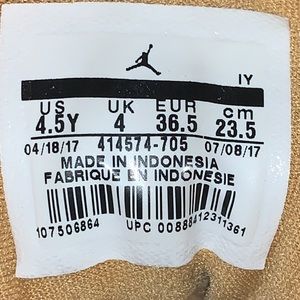 IY
US UK EUR cm
4.5Y 4 36.5 23.5
04/18/17 414574-705 07/08/17
MADE IN INDONESIA
FABRIQUE EN INDONÉSIE
107506864 UPC 00888412311361